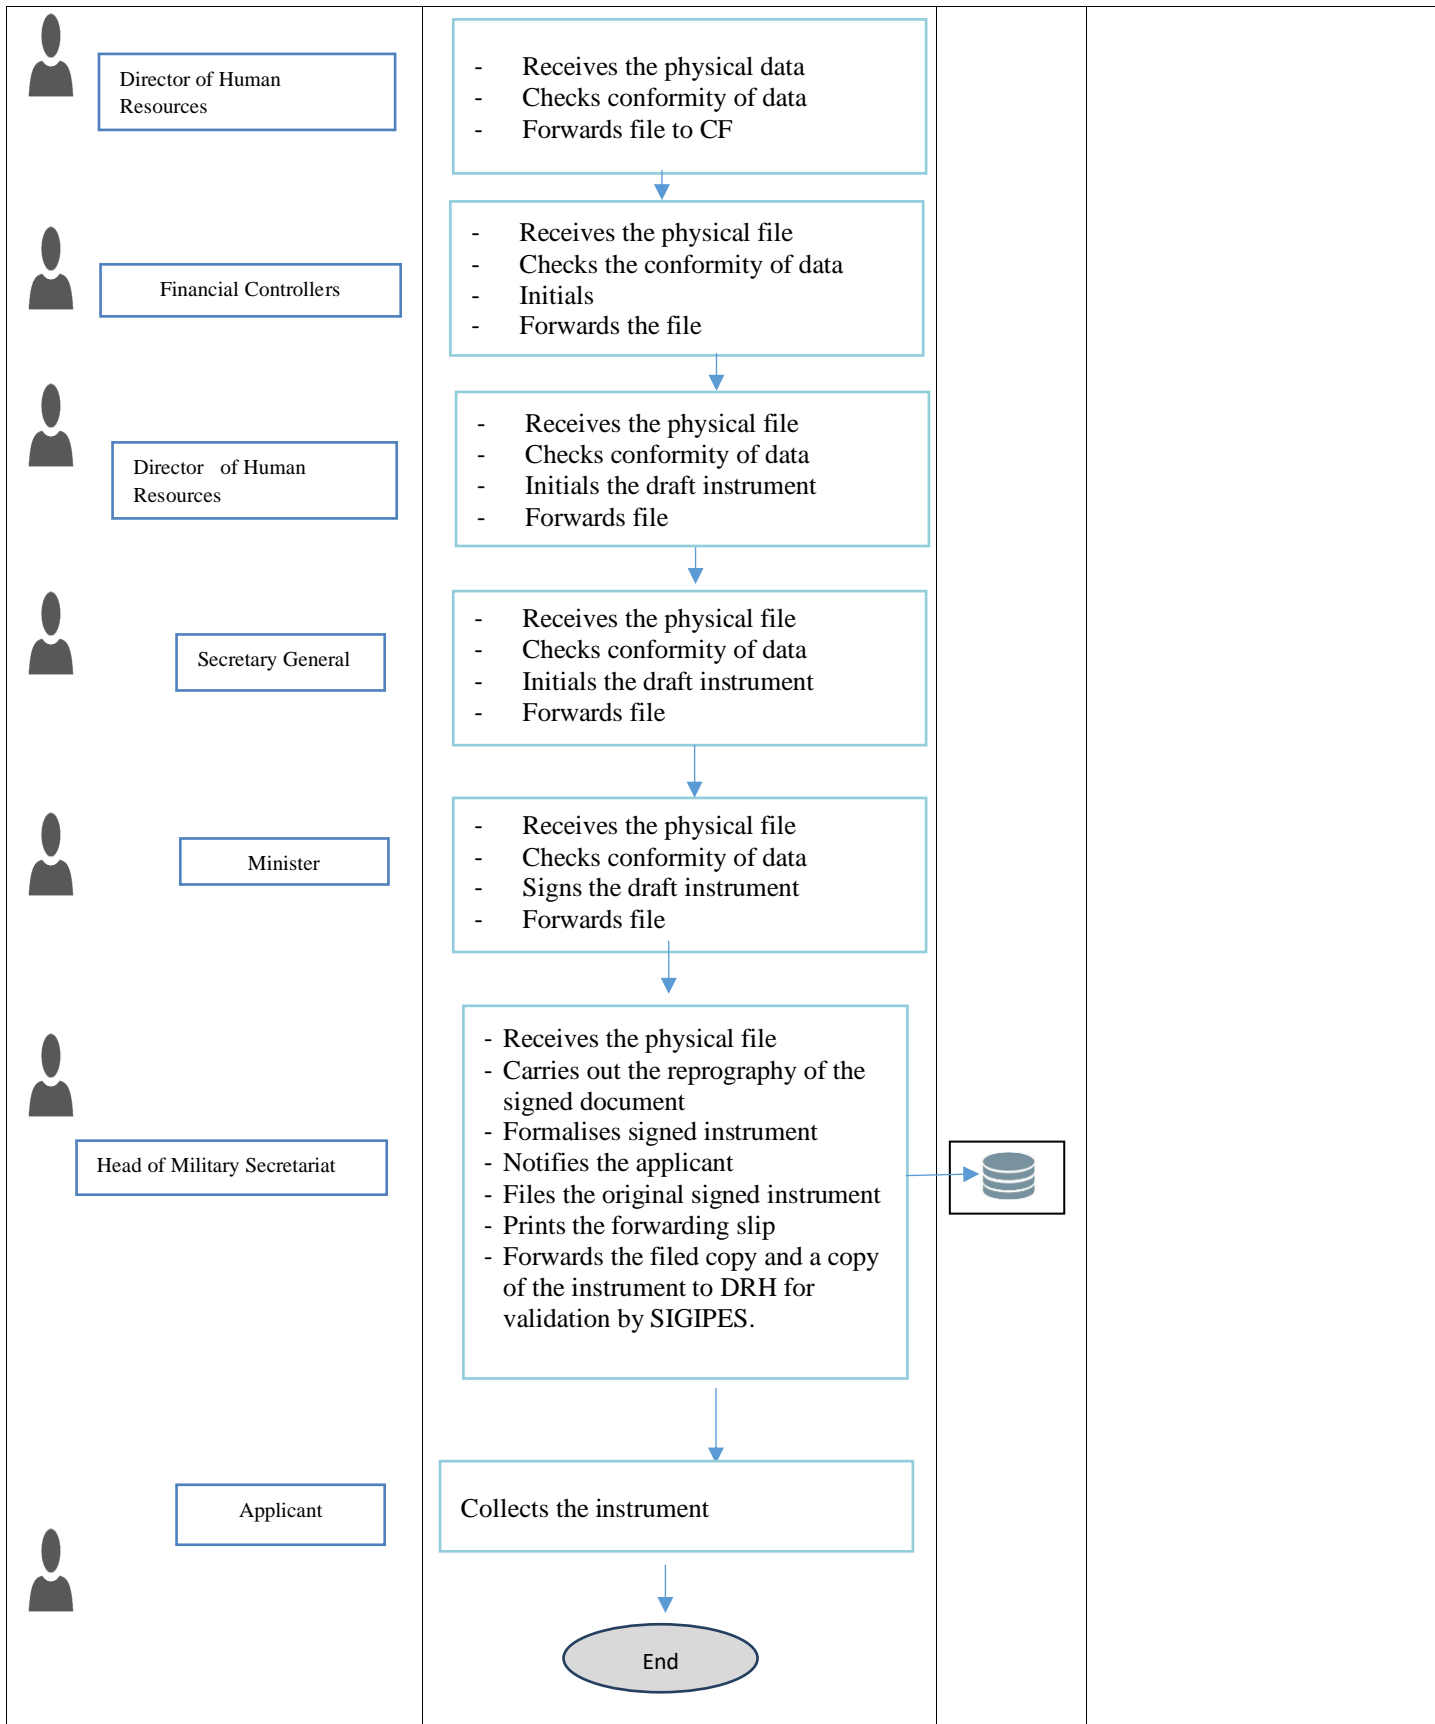 Director of Human
Resources
- Receives the physical data
- Checks conformity of data
- Forwards file to CF
Financial Controllers
- Receives the physical file
- Checks the conformity of data
- Initials
- Forwards the file
Director of Human
Resources
- Receives the physical file
- Checks conformity of data
- Initials the draft instrument
- Forwards file
Secretary General
- Receives the physical file
- Checks conformity of data
- Initials the draft instrument
- Forwards file
Minister
- Receives the physical file
- Checks conformity of data
- Signs the draft instrument
- Forwards file
Head of Military Secretariat
- Receives the physical file
- Carries out the reprography of the
signed document
- Formalises signed instrument
- Notifies the applicant
- Files the original signed instrument
- Prints the forwarding slip
- Forwards the filed copy and a copy
of the instrument to DRH for
validation by SIGIPES.
Applicant
Collects the instrument
End